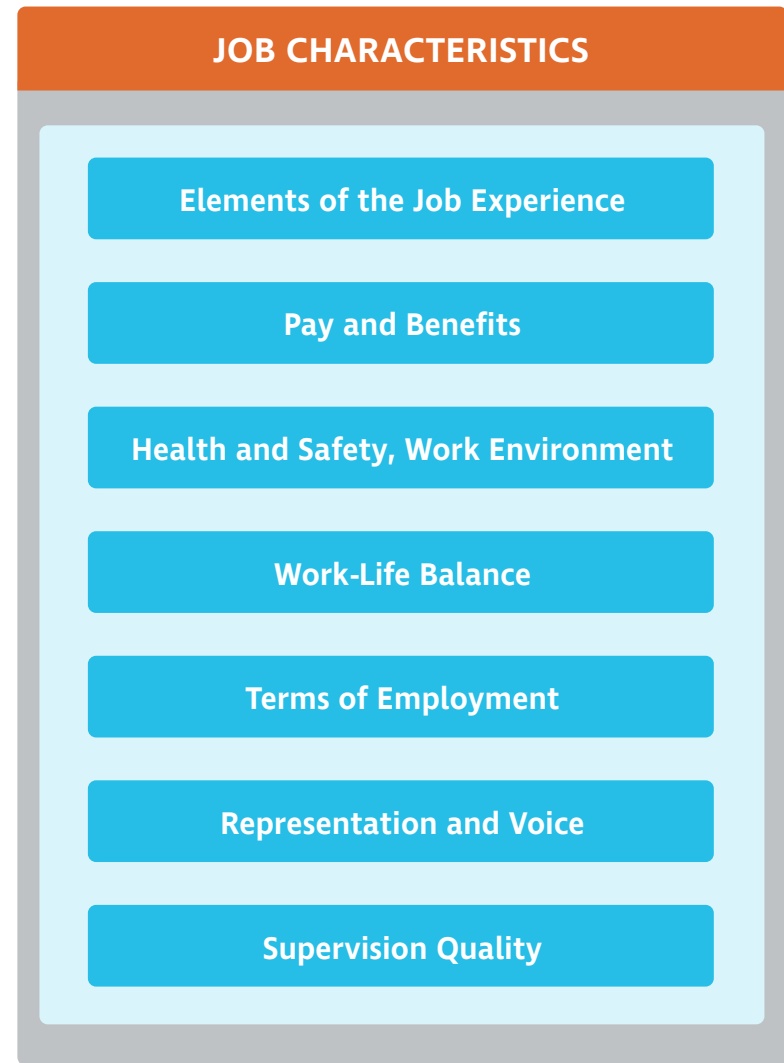 JOB CHARACTERISTICS
Elements of the Job Experience
Pay and Benefits
Health and Safety, Work Environment
Work-Life Balance
Terms of Employment
Representation and Voice
Supervision Quality